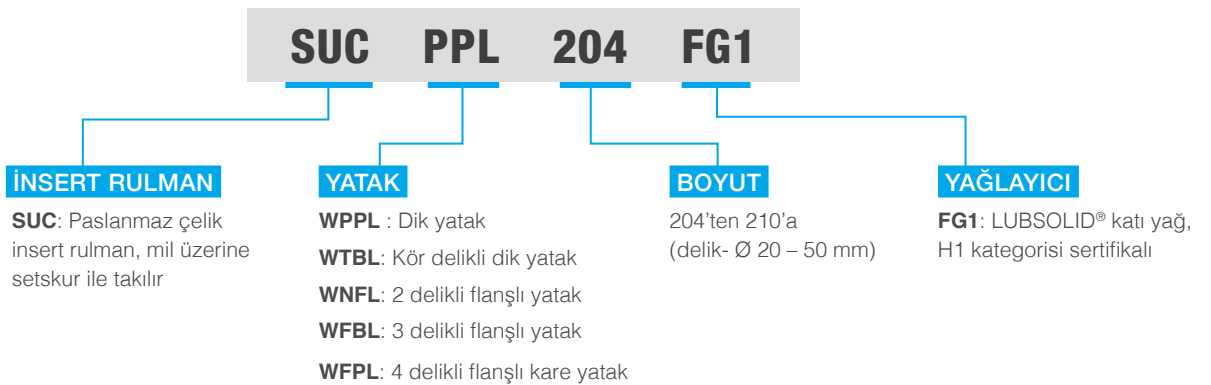 SUC PPL 204 FG1
İNSERT RULMAN
SUC: Paslanmaz çelik
insert rulman, mil üzerine
setskur ile takılır
YATAK
WPPL : Dik yatak
WTBL: Kör delikli dik yatak
WNFL: 2 delikli flanşlı yatak
WFBL: 3 delikli flanşlı yatak
WFPL: 4 delikli flanşlı kare yatak
BOYUT
204’ten 210’a
(delik- Ø 20 – 50 mm)
YAĞLAYICI
FG1: LUBSOLID® katı yağ,
H1 kategorisi sertifikalı